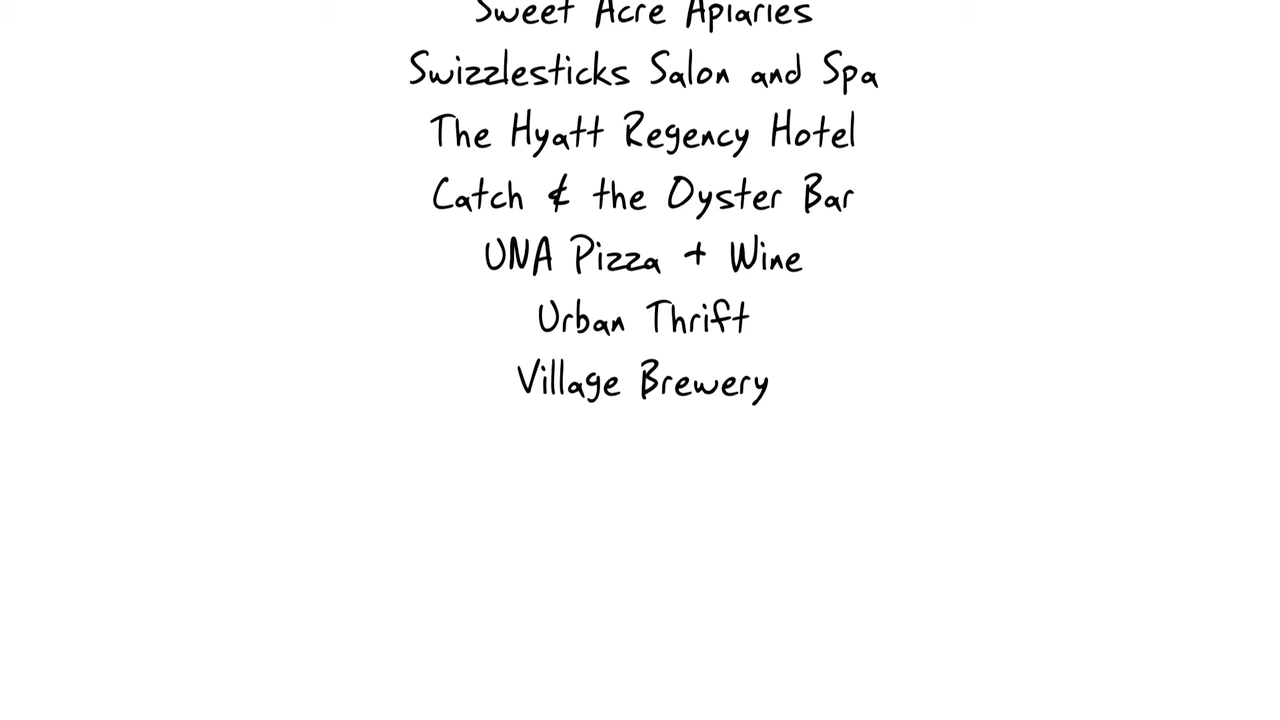 Sweet Acre Apiaries
Swizzlesticks Salon and Spa
The Hyatt Regency Hotel
Catch & the Oyster Bar
UNA Pizza + Wine
Urban Thrift
Village Brewery